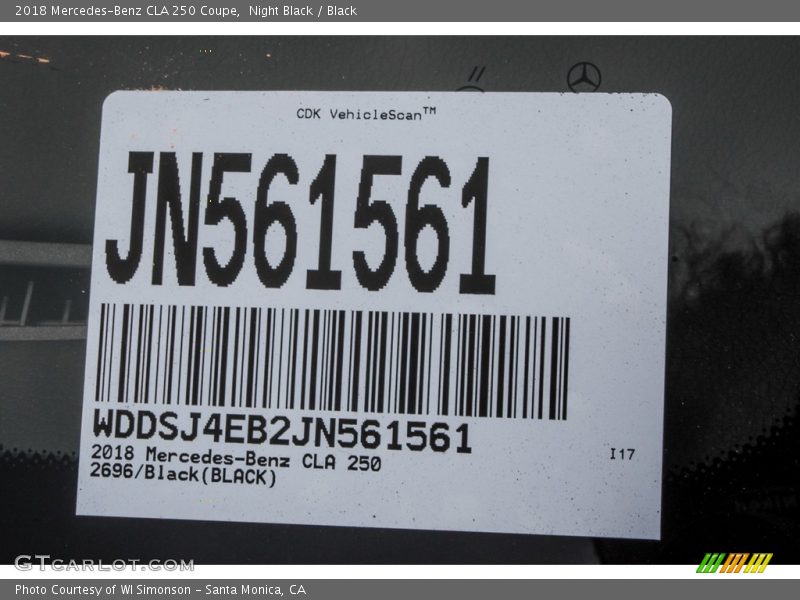 2018 Mercedes-Benz CLA 250 Coupe,  Night Black / Black
CDK VehicleScan™
JN561561
WDDSJ4EB2JN561561
2018 Mercedes-Benz CLA 250
2696/Black(BLACK)
I17
GTcarlot.com
Photo Courtesy of WI Simonson - Santa Monica, CA